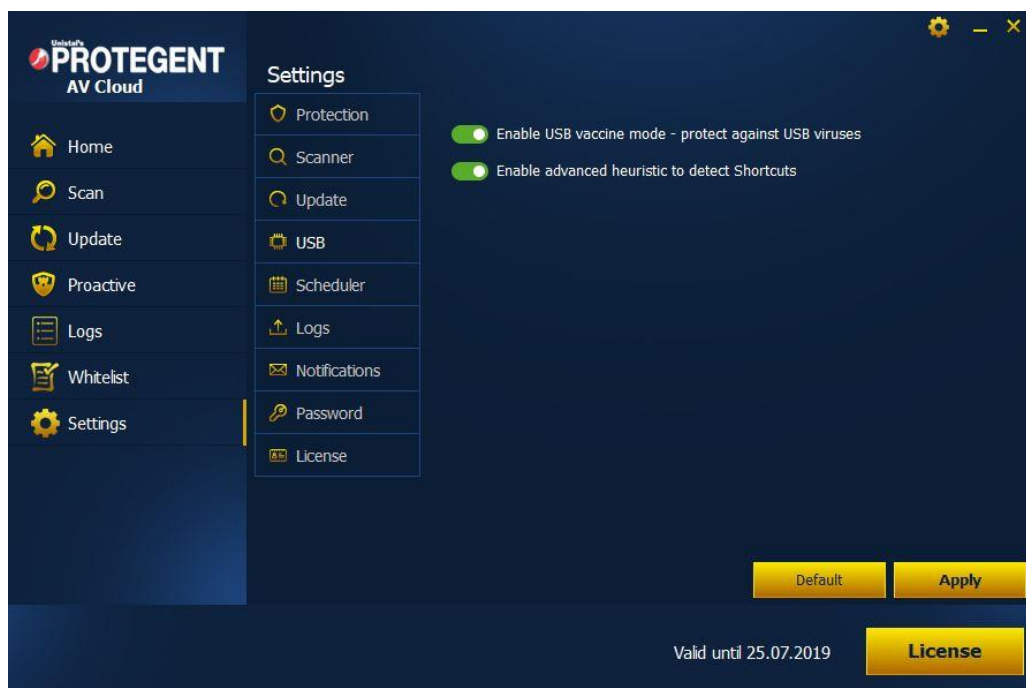 Unistal's
PROTEGENT
AV Cloud
Home
Scan
Update
Proactive
Logs
Whitelist
Settings
Settings
Protection
Scanner
Update
USB
Scheduler
Logs
Notifications
Password
License
Enable USB vaccine mode - protect against USB viruses
Enable advanced heuristic to detect Shortcuts
Default
Apply
Valid until 25.07.2019
License